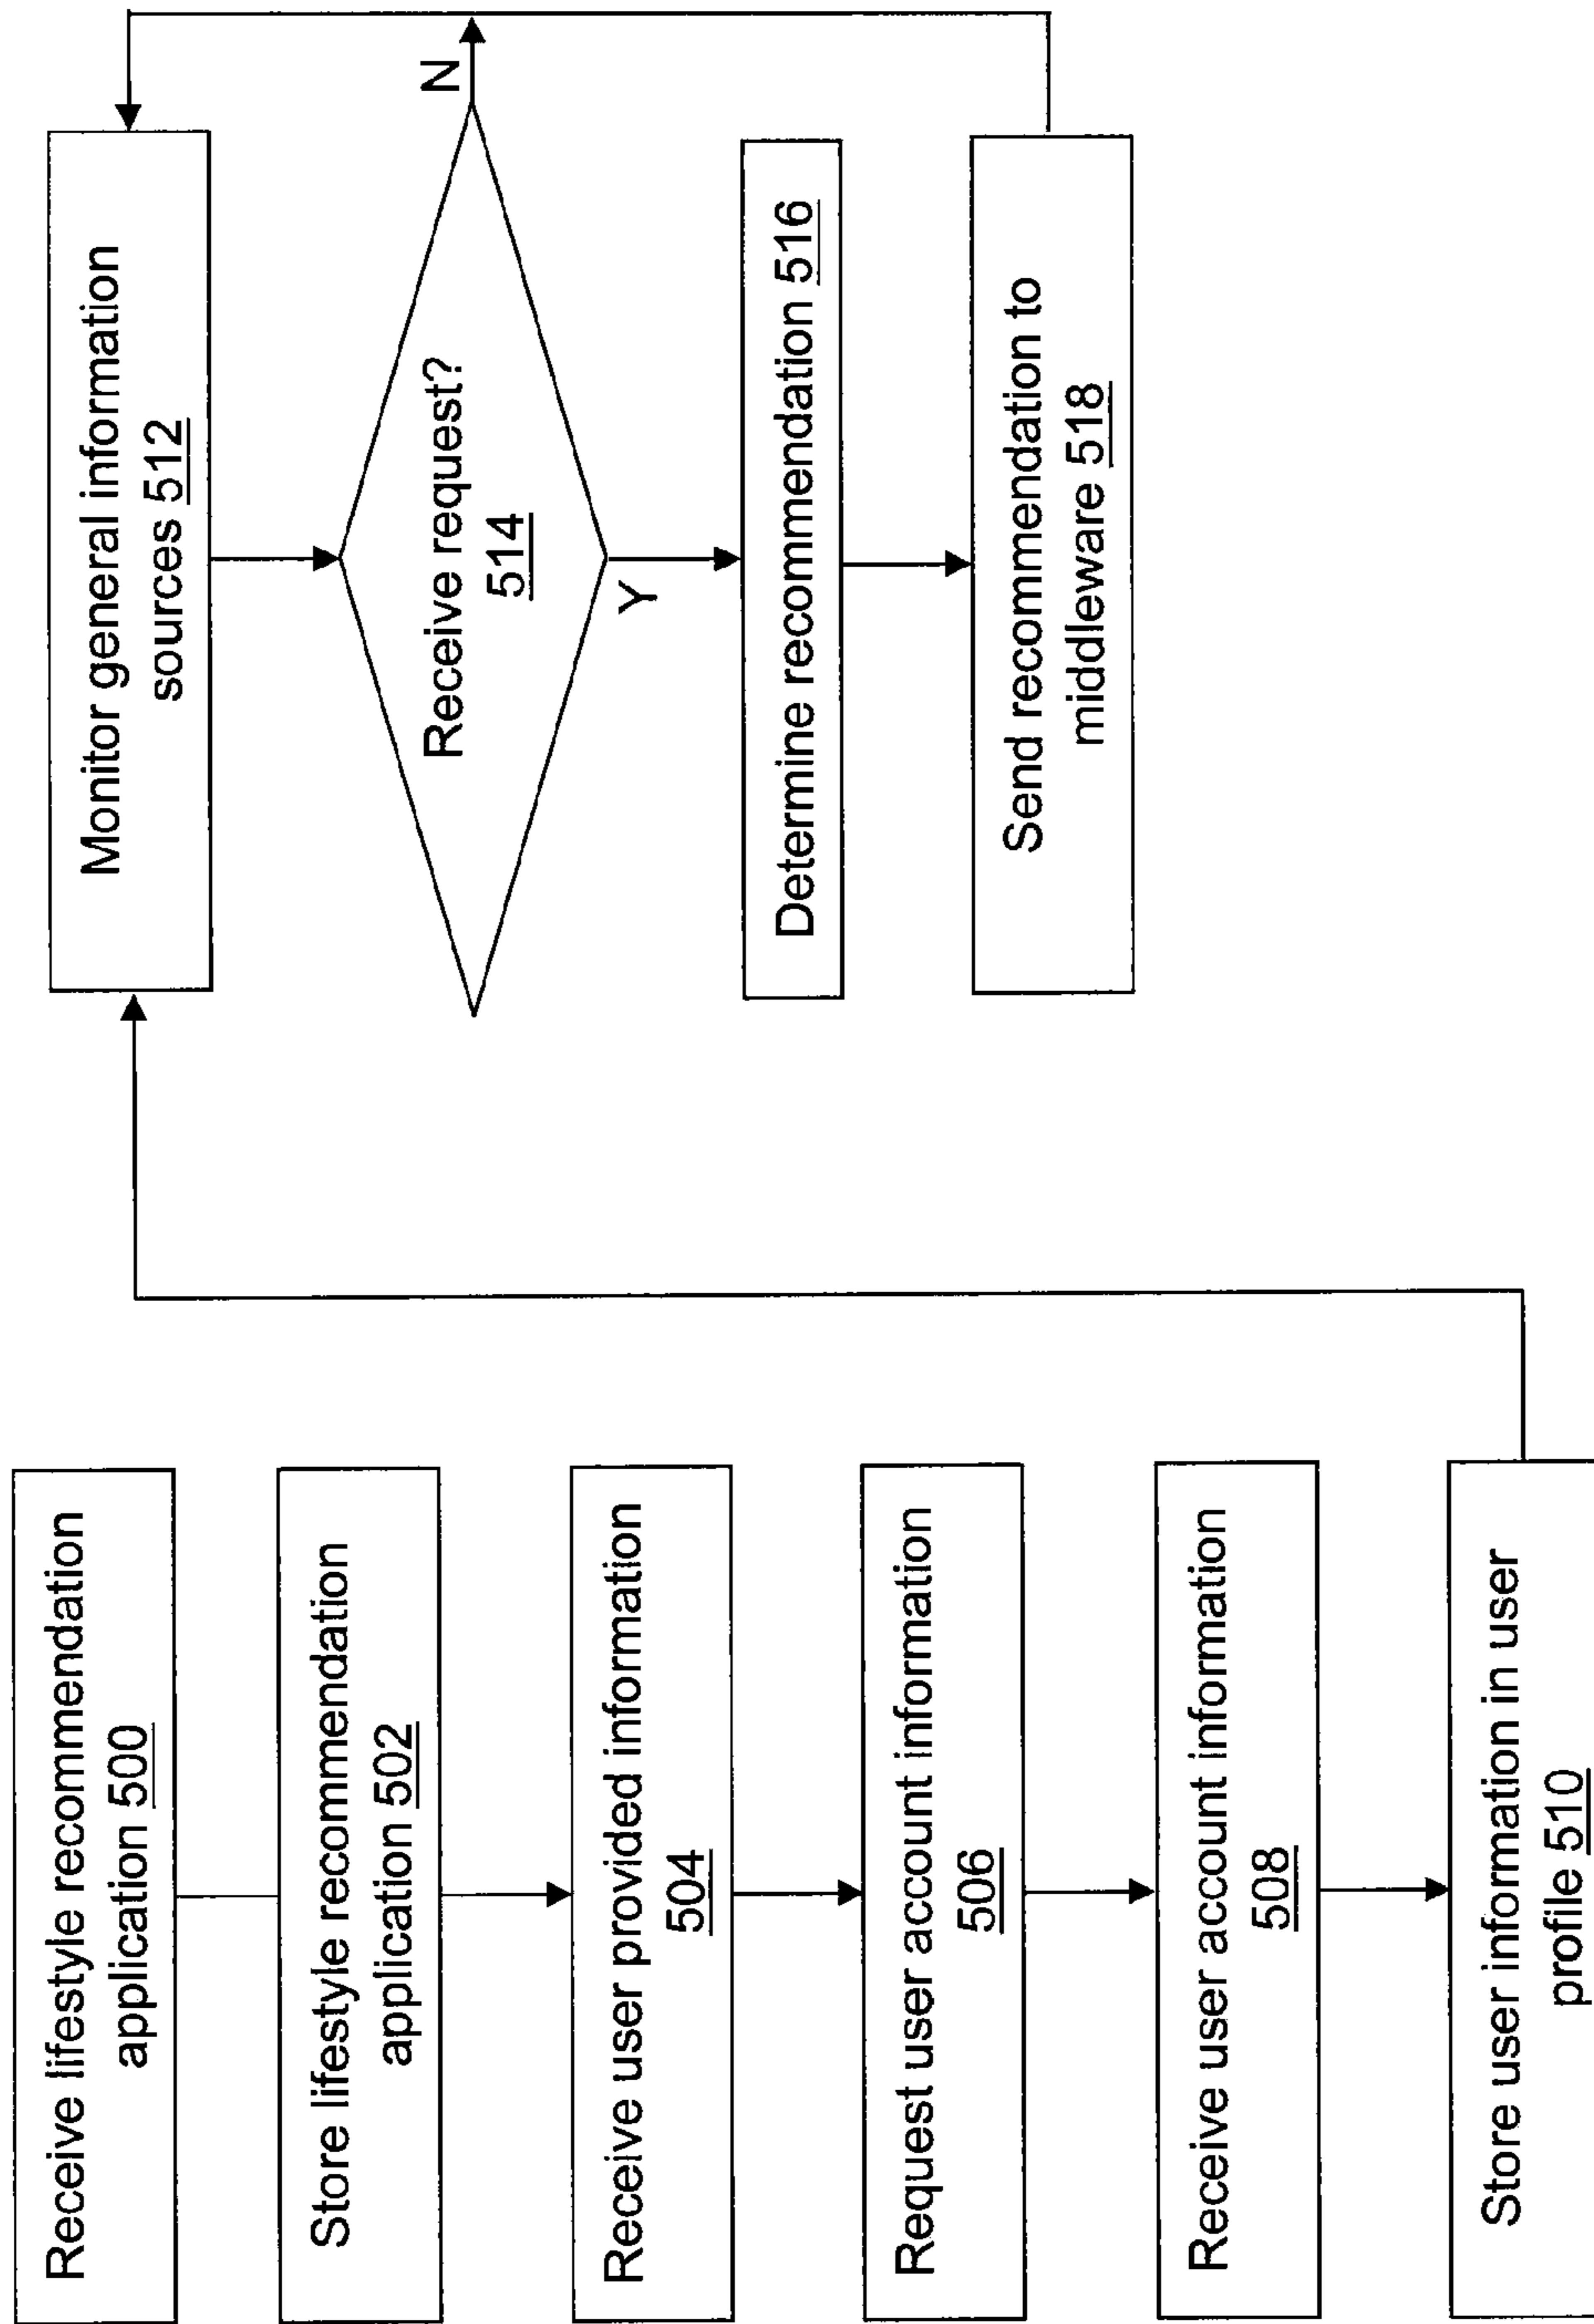 Receive lifestyle recommendation
application 500
Store lifestyle recommendation
application 502
Receive user provided information
504
Request user account information
506
Receive user account information
508
Store user information in user
profile 510
Monitor general information
sources 512
Receive request?
514
N
Y
Determine recommendation 516
Send recommendation to
middleware 518